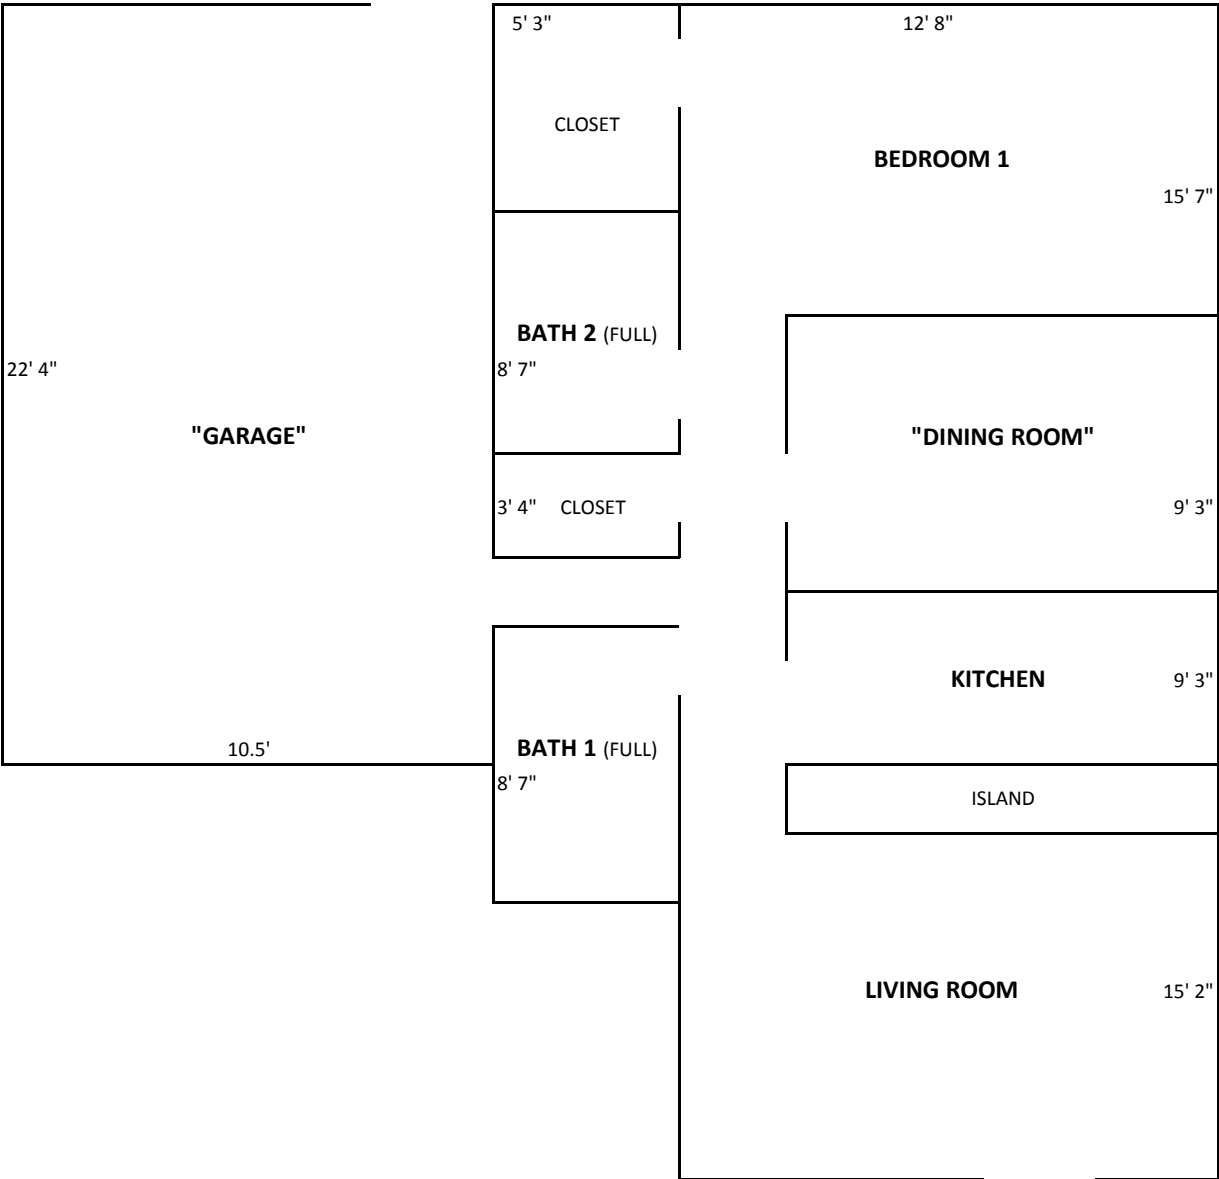 5' 3"
12' 8"
CLOSET
BEDROOM 1
15' 7"
BATH 2 (FULL)
22' 4"
8' 7"
"GARAGE"
"DINING ROOM"
3' 4" CLOSET
9' 3"
KITCHEN
9' 3"
10.5'
BATH 1 (FULL)
8' 7"
ISLAND
LIVING ROOM
15' 2"